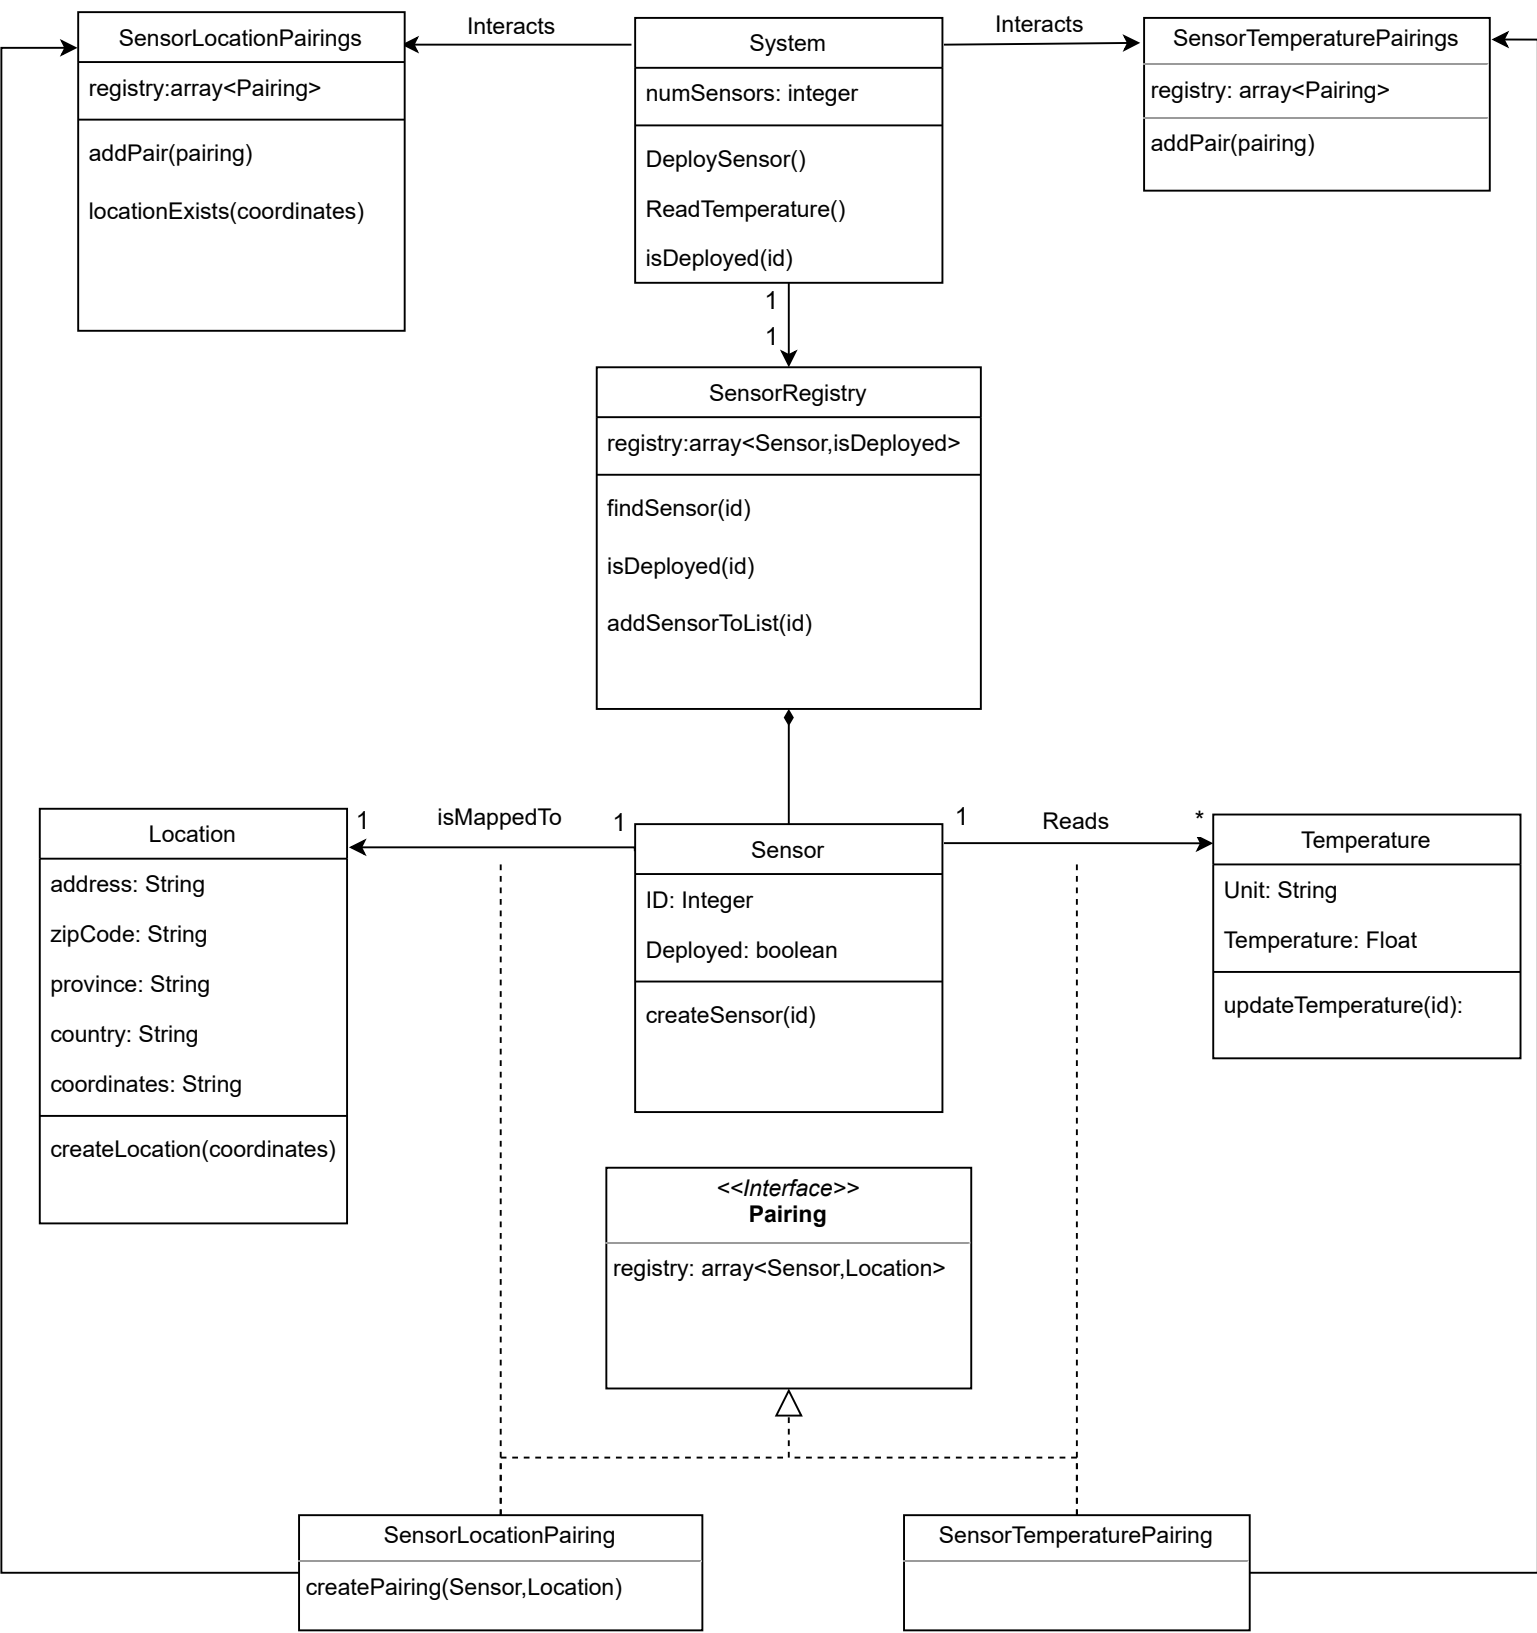 SensorLocationPairings
registry:array<Pairing>
addPair(pairing)
locationExists(coordinates)
Interacts
System
numSensors: integer
DeploySensor()
ReadTemperature()
isDeployed(id)
Interacts
SensorTemperaturePairings
registry: array<Pairing>
addPair(pairing)
1
1
SensorRegistry
registry:array<Sensor,isDeployed>
findSensor(id)
isDeployed(id)
addSensorToList(id)
Location
address: String
zipCode: String
province: String
country: String
coordinates: String
createLocation(coordinates)
1
isMappedTo
1
Sensor
ID: Integer
Deployed: boolean
createSensor(id)
1
Reads
*
Temperature
Unit: String
Temperature: Float
updateTemperature(id):
<<Interface>>
Pairing
registry: array<Sensor,Location>
SensorLocationPairing
createPairing(Sensor,Location)
SensorTemperaturePairing